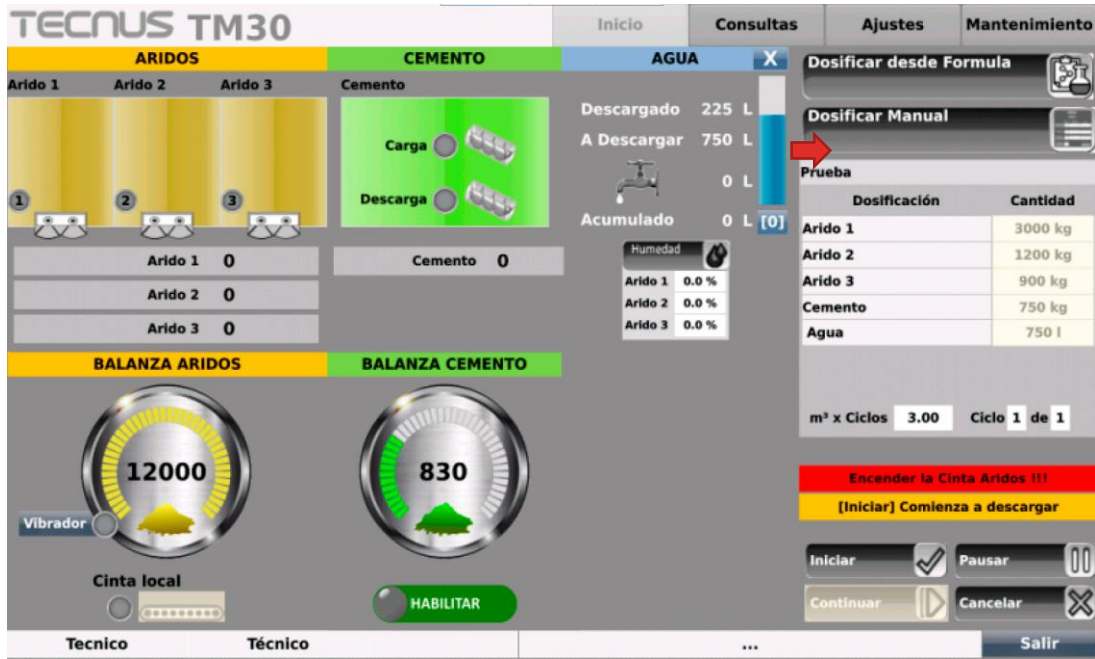 TECNUS TM30
Inicio
Consultas
Ajustes
Mantenimiento
ARIDOS
Arido 1
Arido 2
Arido 3
1
2
3
Arido 1 0
Arido 2 0
Arido 3 0
CEMENTO
Cemento
Carga
Descarga
Cemento 0
AGUA
X
Descargado 225 L
A Descargar 750 L
0 L
Acumulado 0 L [0]
Humedad
Arido 1 0.0 %
Arido 2 0.0 %
Arido 3 0.0 %
BALANZA ARIDOS
12000
Vibrador
Cinta local
BALANZA CEMENTO
830
HABILITAR
Dosificar desde Formula
Dosificar Manual
Prueba
Dosificación Cantidad
Arido 1 3000 kg
Arido 2 1200 kg
Arido 3 900 kg
Cemento 750 kg
Agua 750 l
m³ x Ciclos 3.00 Ciclo 1 de 1
Encender la Cinta Aridos !!!
[Iniciar] Comienza a descargar
Iniciar
Pausar
Continuar
Cancelar
Tecnico
Técnico
...
Salir